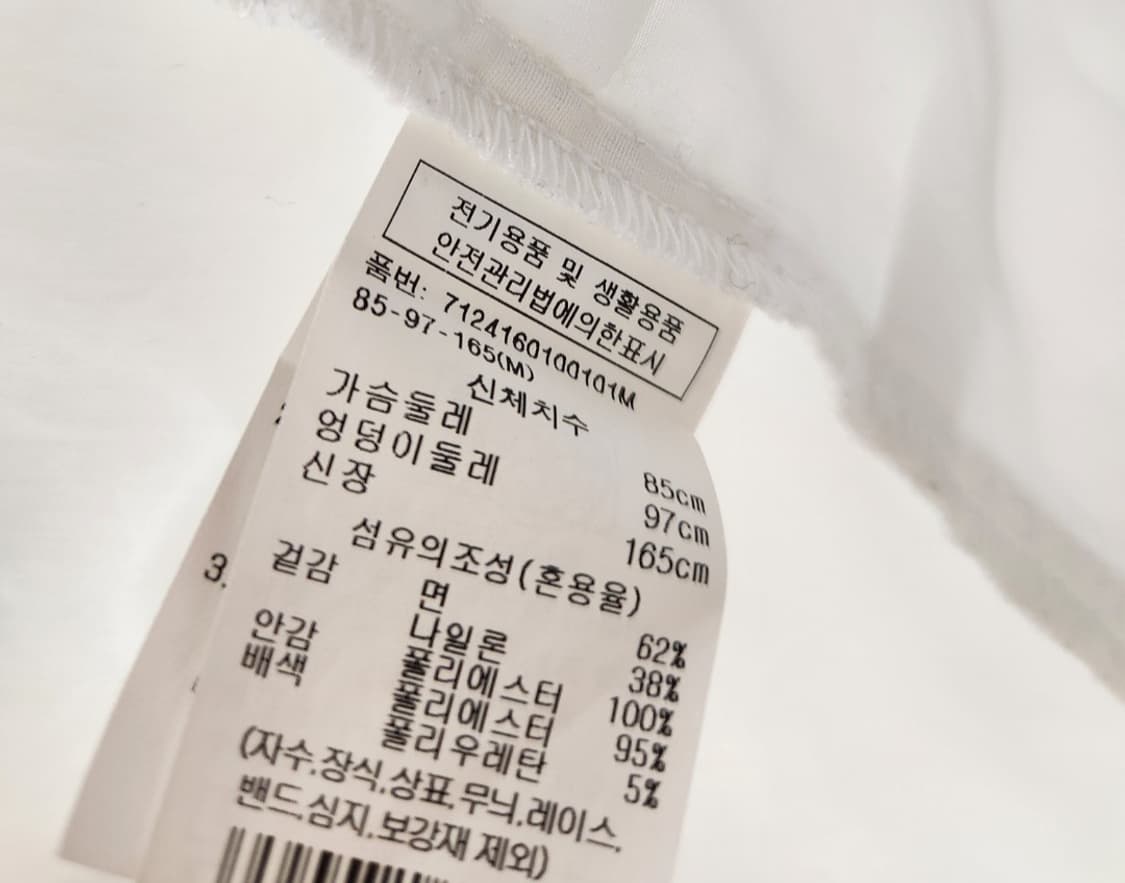 전기용품 및 생활용품
안전관리법에의한표시
품번: 7124160100101M
85-97-165(M)
신체치수
가슴둘레 85cm
엉덩이둘레 97cm
신장 165cm
섬유의조성(혼용율)
겉감 면 62%
나일론 38%
안감 폴리에스터 100%
배색 폴리에스터 95%
폴리우레탄 5%
(자수,장식,상표,무늬,레이스,
밴드,심지,보강재 제외)
3.